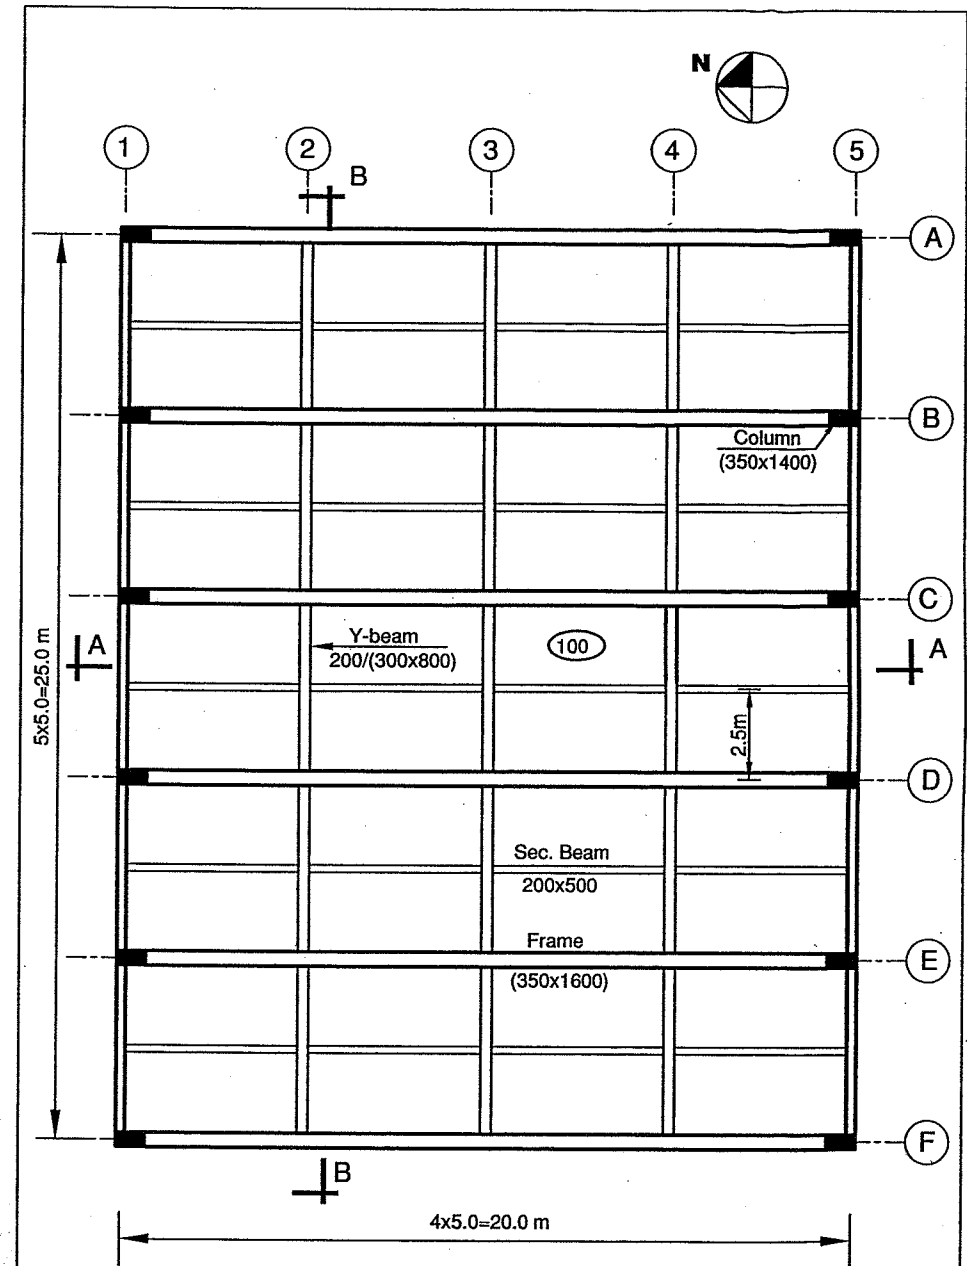 N
1
2
3
4
5
B
A
B
Column
(350x1400)
C
Y-beam
200/(300x800)
100
A
A
5x5.0=25.0 m
2.5m
D
Sec. Beam
200x500
Frame
(350x1600)
E
F
B
4x5.0=20.0 m